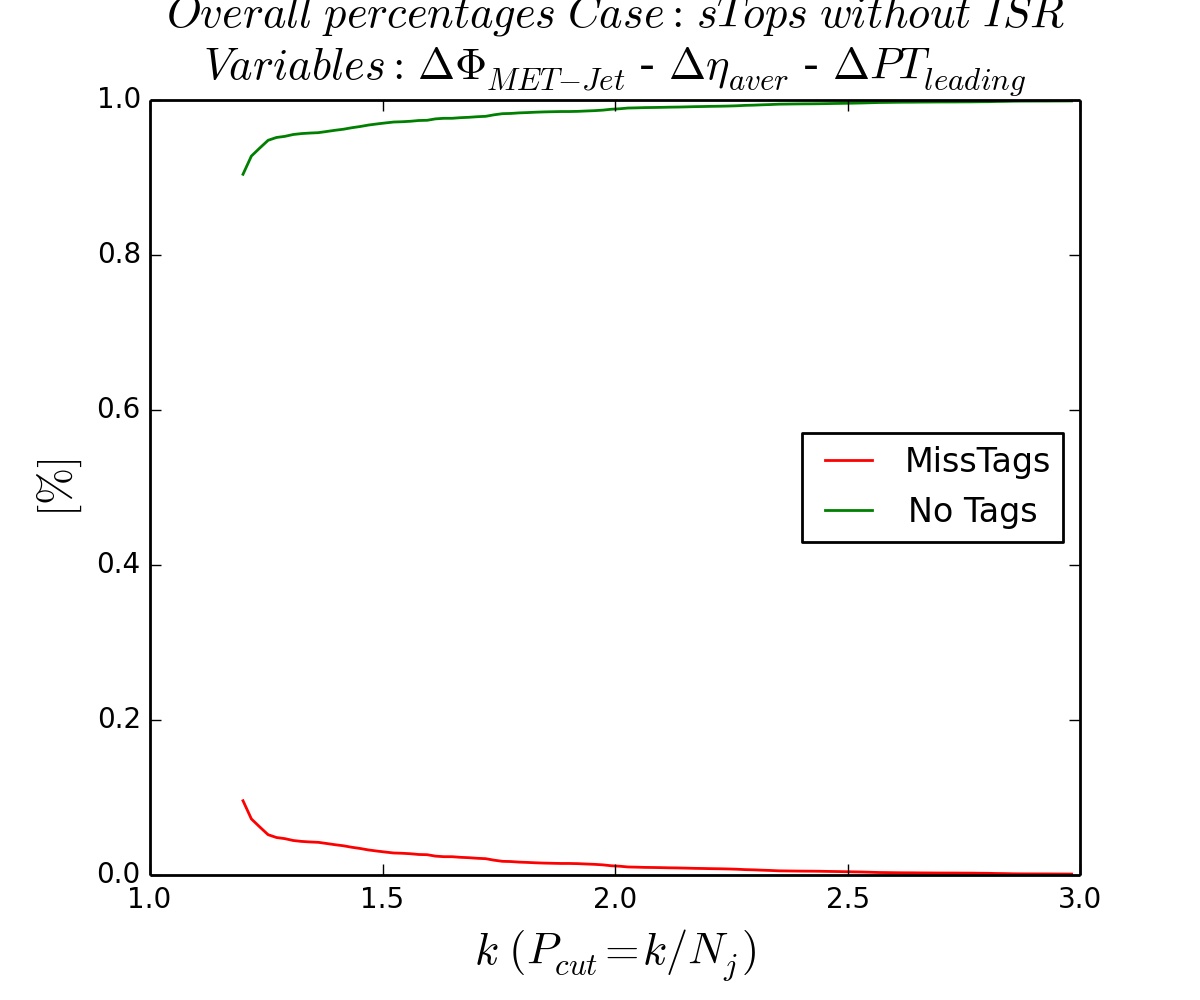 Overall percentages Case: sTops without ISR
Variables: ΔΦ_{MET−Jet} - Δη_{aver} - ΔPT_{leading}
1.0
0.8
0.6
0.4
0.2
0.0
[%]
MissTags
No Tags
1.0 1.5 2.0 2.5 3.0
k (P_{cut}=k/N_j)